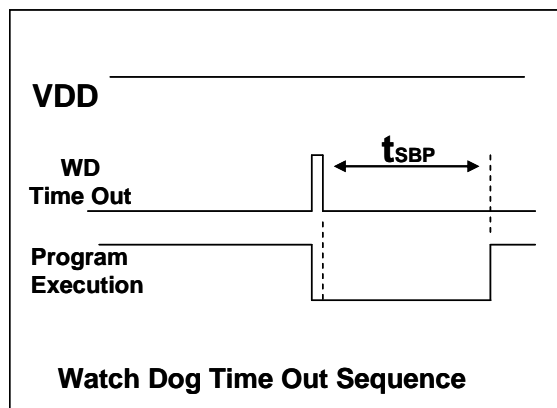 VDD
WD
Time Out
tSBP
Program
Execution
Watch Dog Time Out Sequence